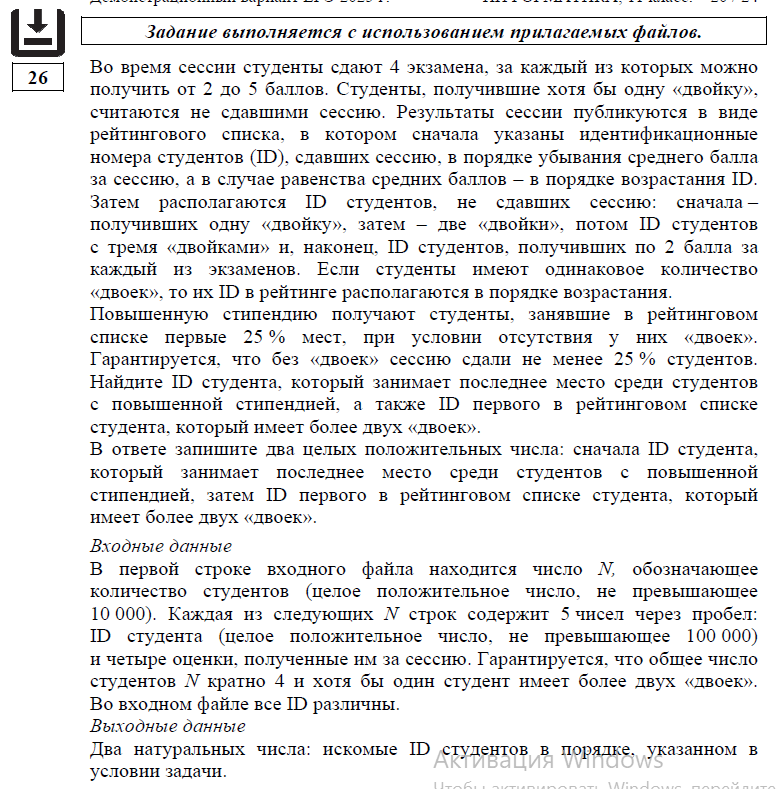 Демонстрационный вариант ЕГЭ 2025 г. ИНФОРМАТИКА, 11 класс. 20 / 24
Задание выполняется с использованием прилагаемых файлов.
26
Во время сессии студенты сдают 4 экзамена, за каждый из которых можно
получить от 2 до 5 баллов. Студенты, получившие хотя бы одну «двойку»,
считаются не сдавшими сессию. Результаты сессии публикуются в виде
рейтингового списка, в котором сначала указаны идентификационные
номера студентов (ID), сдавших сессию, в порядке убывания среднего балла
за сессию, а в случае равенства средних баллов – в порядке возрастания ID.
Затем располагаются ID студентов, не сдавших сессию: сначала –
получивших одну «двойку», затем – две «двойки», потом ID студентов
с тремя «двойками» и, наконец, ID студентов, получивших по 2 балла за
каждый из экзаменов. Если студенты имеют одинаковое количество
«двоек», то их ID в рейтинге располагаются в порядке возрастания.
Повышенную стипендию получают студенты, занявшие в рейтинговом
списке первые 25 % мест, при условии отсутствия у них «двоек».
Гарантируется, что без «двоек» сессию сдали не менее 25 % студентов.
Найдите ID студента, который занимает последнее место среди студентов
с повышенной стипендией, а также ID первого в рейтинговом списке
студента, который имеет более двух «двоек».
В ответе запишите два целых положительных числа: сначала ID студента,
который занимает последнее место среди студентов с повышенной
стипендией, затем ID первого в рейтинговом списке студента, который
имеет более двух «двоек».
Входные данные
В первой строке входного файла находится число N, обозначающее
количество студентов (целое положительное число, не превышающее
10 000). Каждая из следующих N строк содержит 5 чисел через пробел:
ID студента (целое положительное число, не превышающее 100 000)
и четыре оценки, полученные им за сессию. Гарантируется, что общее число
студентов N кратно 4 и хотя бы один студент имеет более двух «двоек».
Во входном файле все ID различны.
Выходные данные
Два натуральных числа: искомые ID студентов в порядке, указанном в
условии задачи.
Активация Windows
Чтобы активировать Windows, перейдите